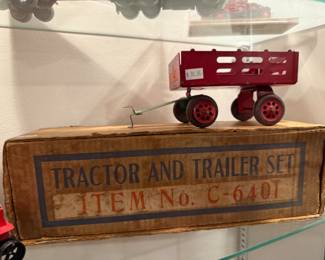 TRACTOR AND TRAILER SET
ITEM NO. C-6401